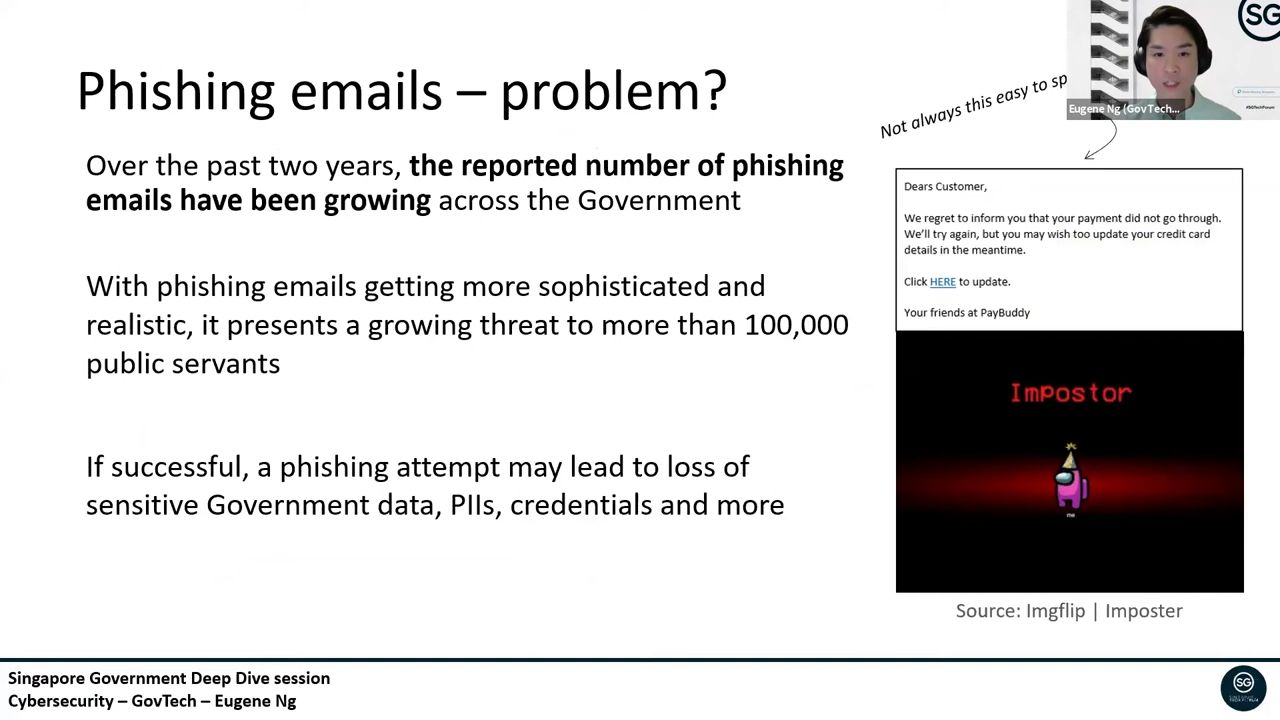 Phishing emails – problem?
Over the past two years, the reported number of phishing
emails have been growing across the Government
With phishing emails getting more sophisticated and
realistic, it presents a growing threat to more than 100,000
public servants
If successful, a phishing attempt may lead to loss of
sensitive Government data, PIIs, credentials and more
Not always this easy to sp
SG
Eugene Ng (GovTech...
#SGTechForum
Dears Customer,
We regret to inform you that your payment did not go through.
We'll try again, but you may wish too update your credit card
details in the meantime.
Click HERE to update.
Your friends at PayBuddy
Impostor
me
Source: Imgflip | Imposter
Singapore Government Deep Dive session
Cybersecurity – GovTech – Eugene Ng
SG